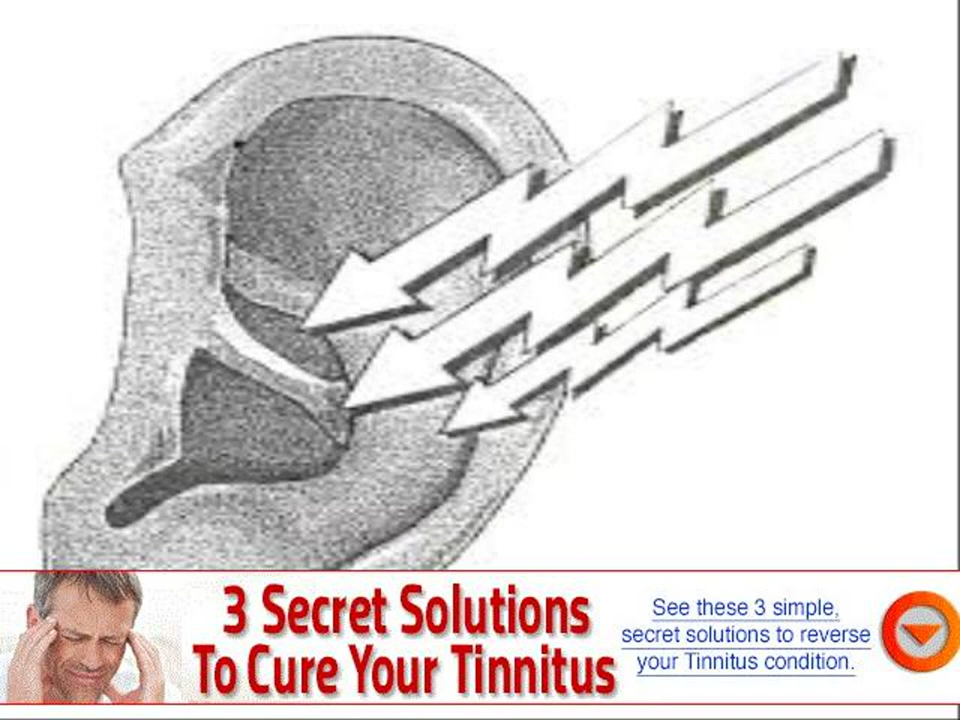 3 Secret Solutions
To Cure Your Tinnitus
See these 3 simple,
secret solutions to reverse
your Tinnitus condition.